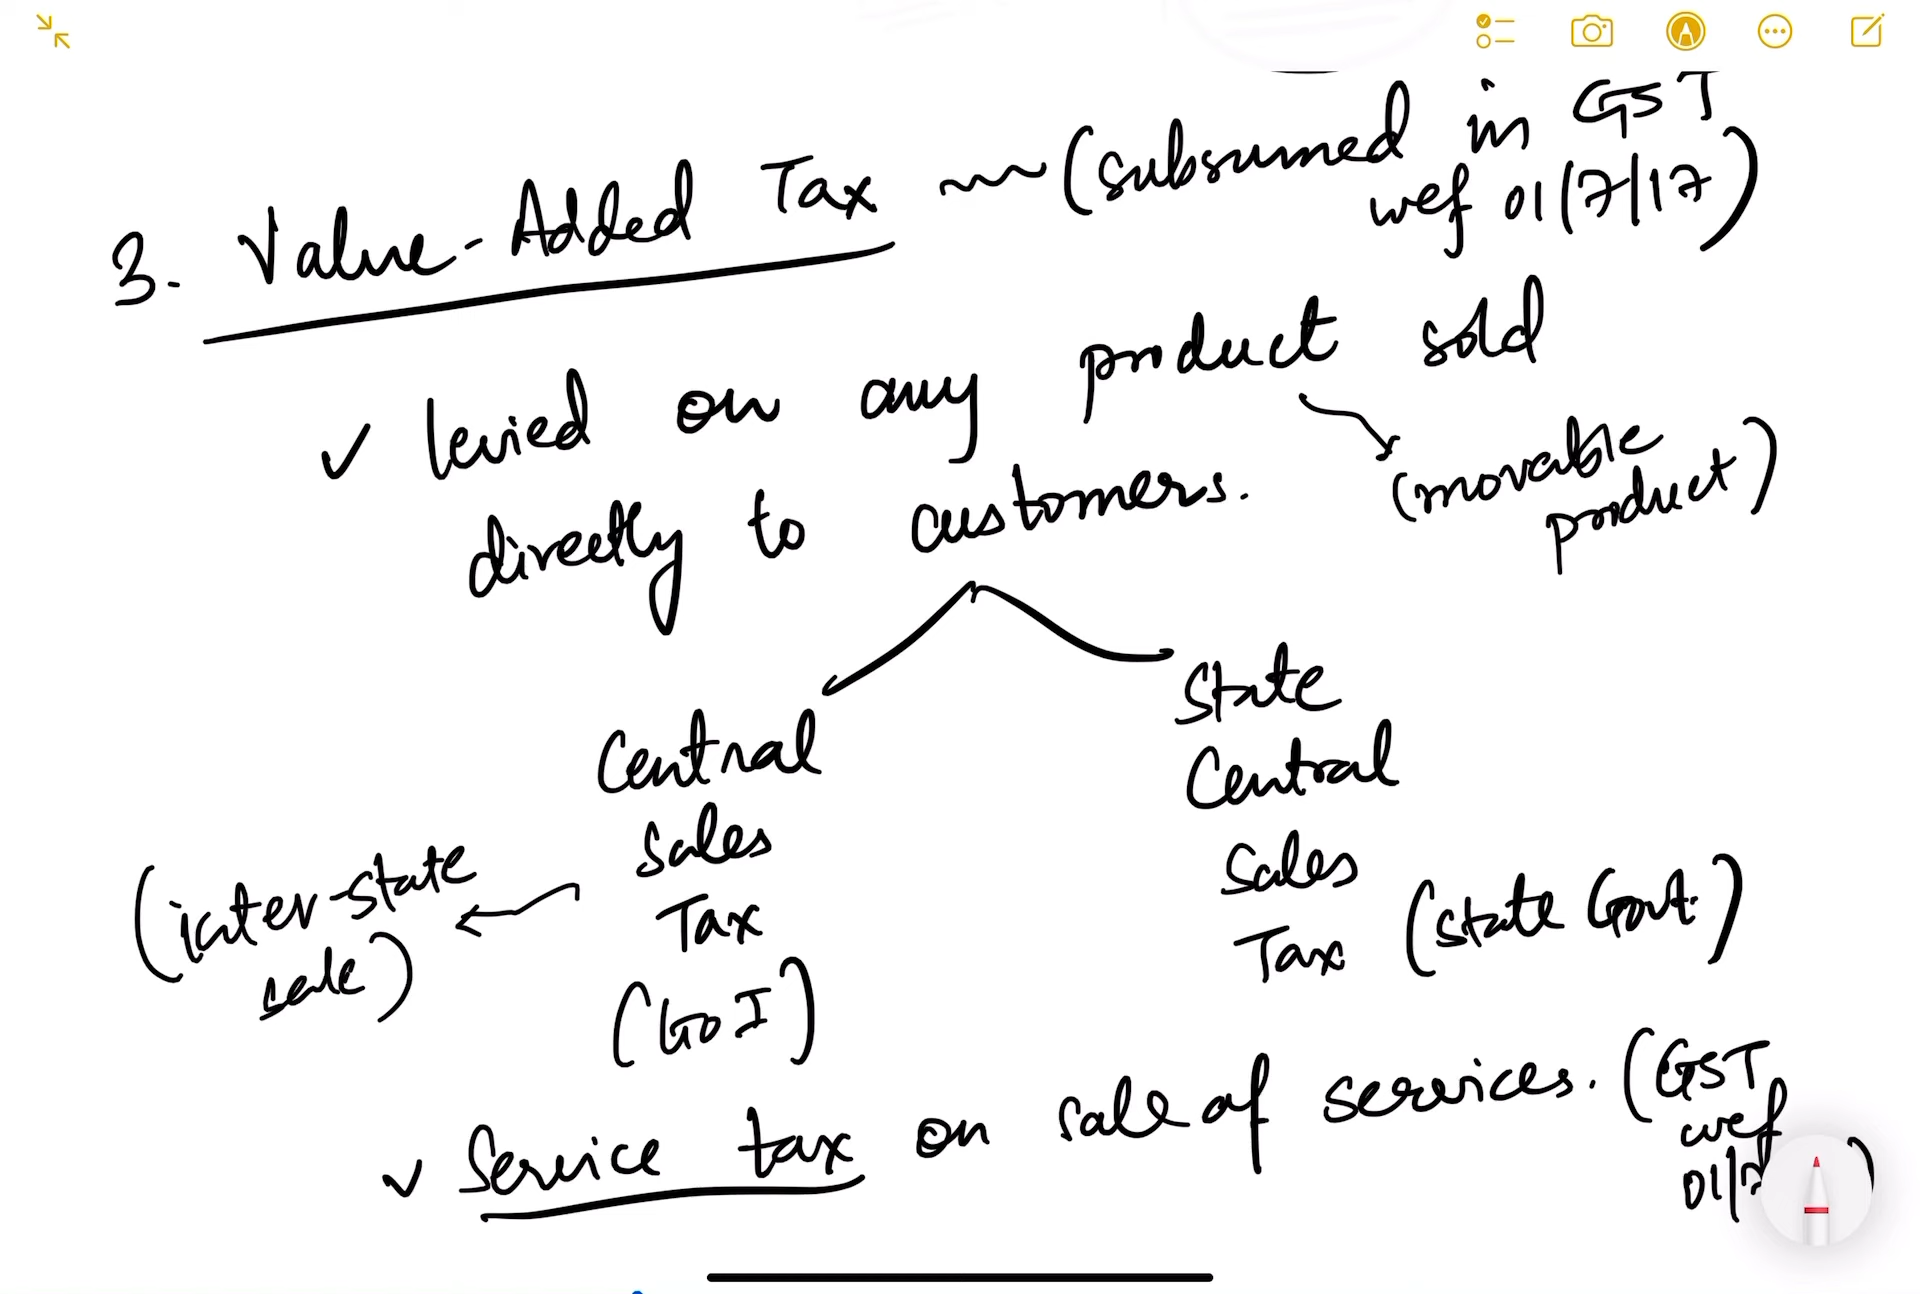 3. Value-Added Tax ~ (subsumed in GST
wef 01/7/17)
✓ levied on any product sold
(movable
product)
directly to customers.
Central
Sales
Tax
(GoI)
(inter-state
sale)
State
Central
Sales
Tax (State Govt.)
✓ Service tax on sale of services. (GST
wef
01/7